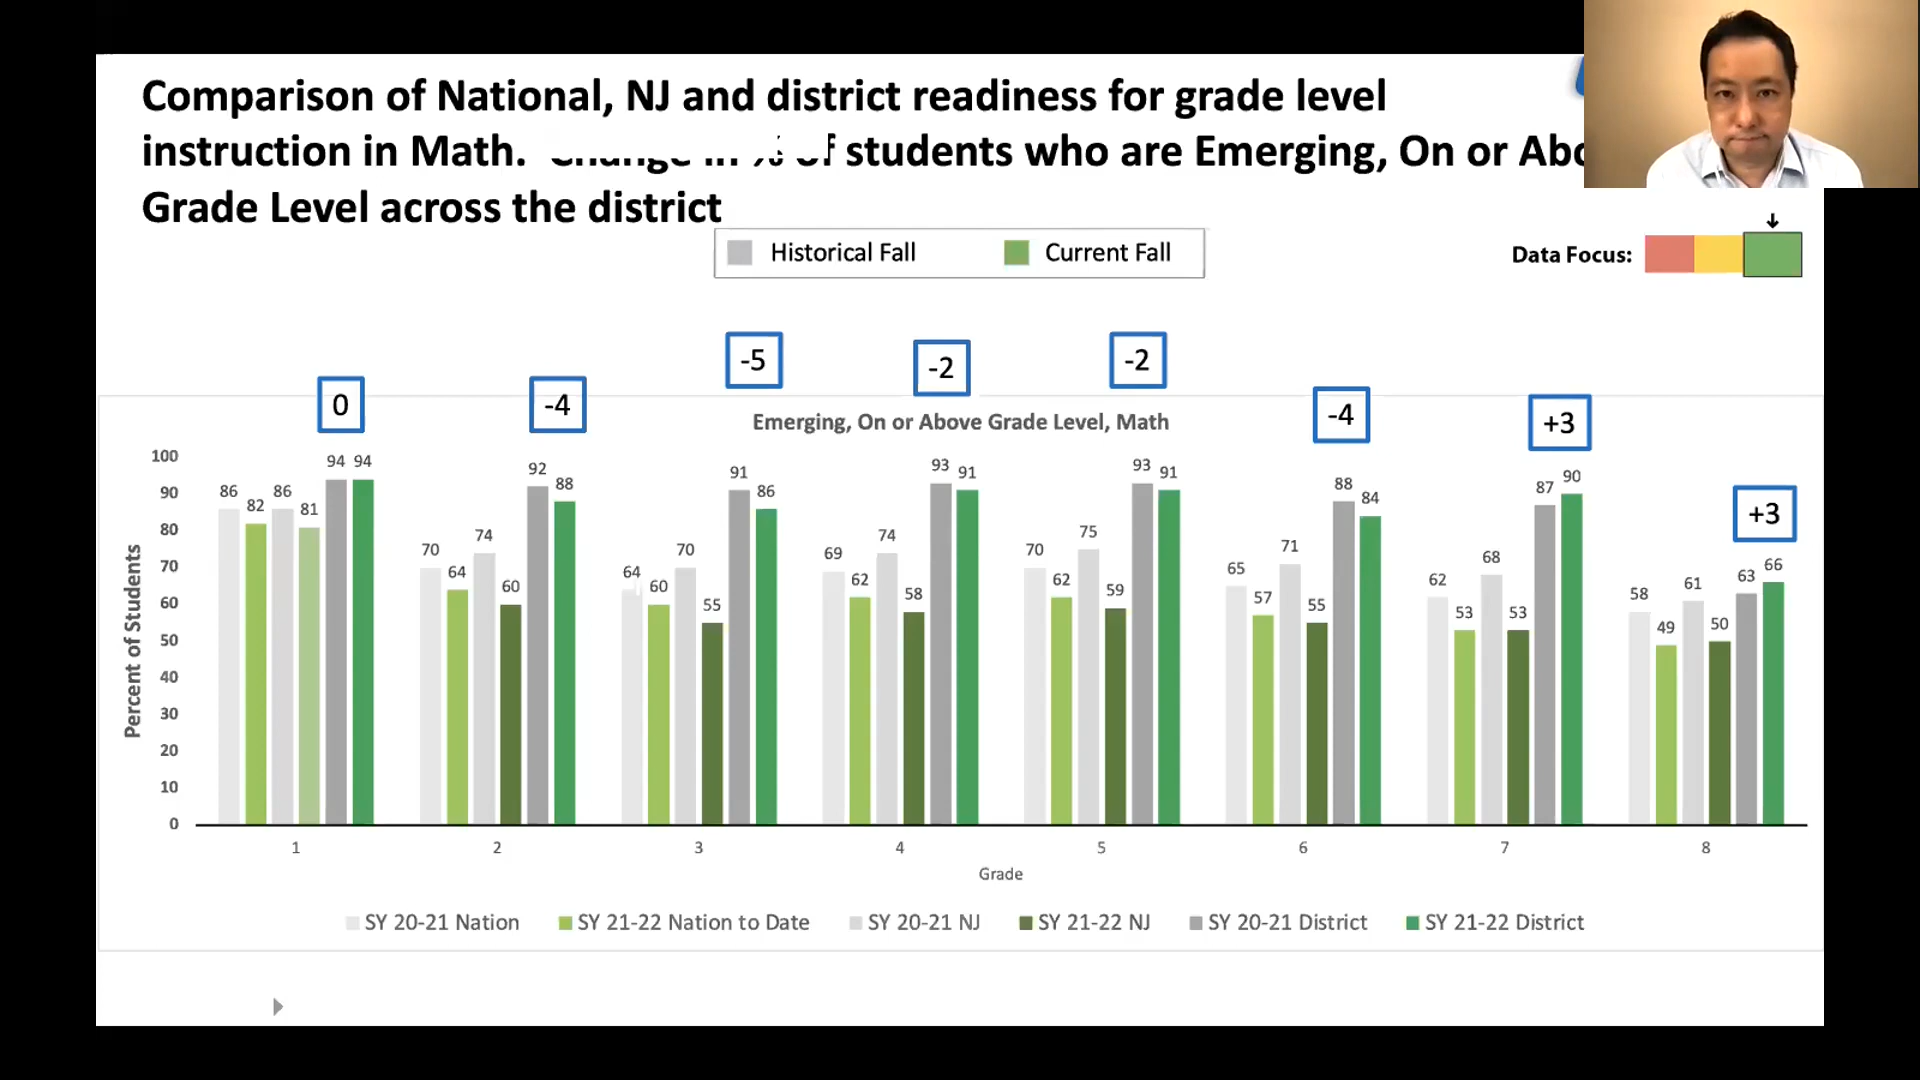 Comparison of National, NJ and district readiness for grade level
instruction in Math. Change in % of students who are Emerging, On or
Grade Level across the district
Historical Fall Current Fall
Data Focus:
0 -4 -5 -2 -2 -4 +3 +3
Emerging, On or Above Grade Level, Math
Percent of Students
100
90
80
70
60
50
40
30
20
10
0
86 82 86 81 94 94
70 64 74 60 92 88
64 60 70 55 91 86
69 62 74 58 93 91
70 62 75 59 93 91
65 57 71 55 88 84
62 53 68 53 87 90
58 49 61 50 63 66
1 2 3 4 5 6 7 8
Grade
SY 20-21 Nation SY 21-22 Nation to Date SY 20-21 NJ SY 21-22 NJ SY 20-21 District SY 21-22 District